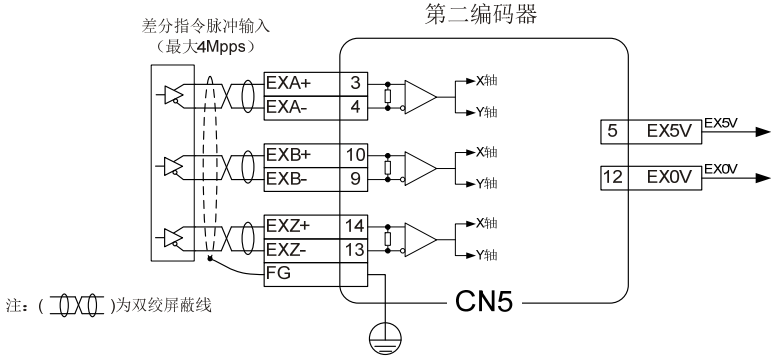 第二编码器
差分指令脉冲输入
（最大4Mpps）
EXA+ 3
EXA- 4
X轴
Y轴
5 EX5V EX5V
EXB+ 10
EXB- 9
X轴
Y轴
12 EX0V EX0V
EXZ+ 14
EXZ- 13
X轴
Y轴
FG
CN5
注：( )为双绞屏蔽线